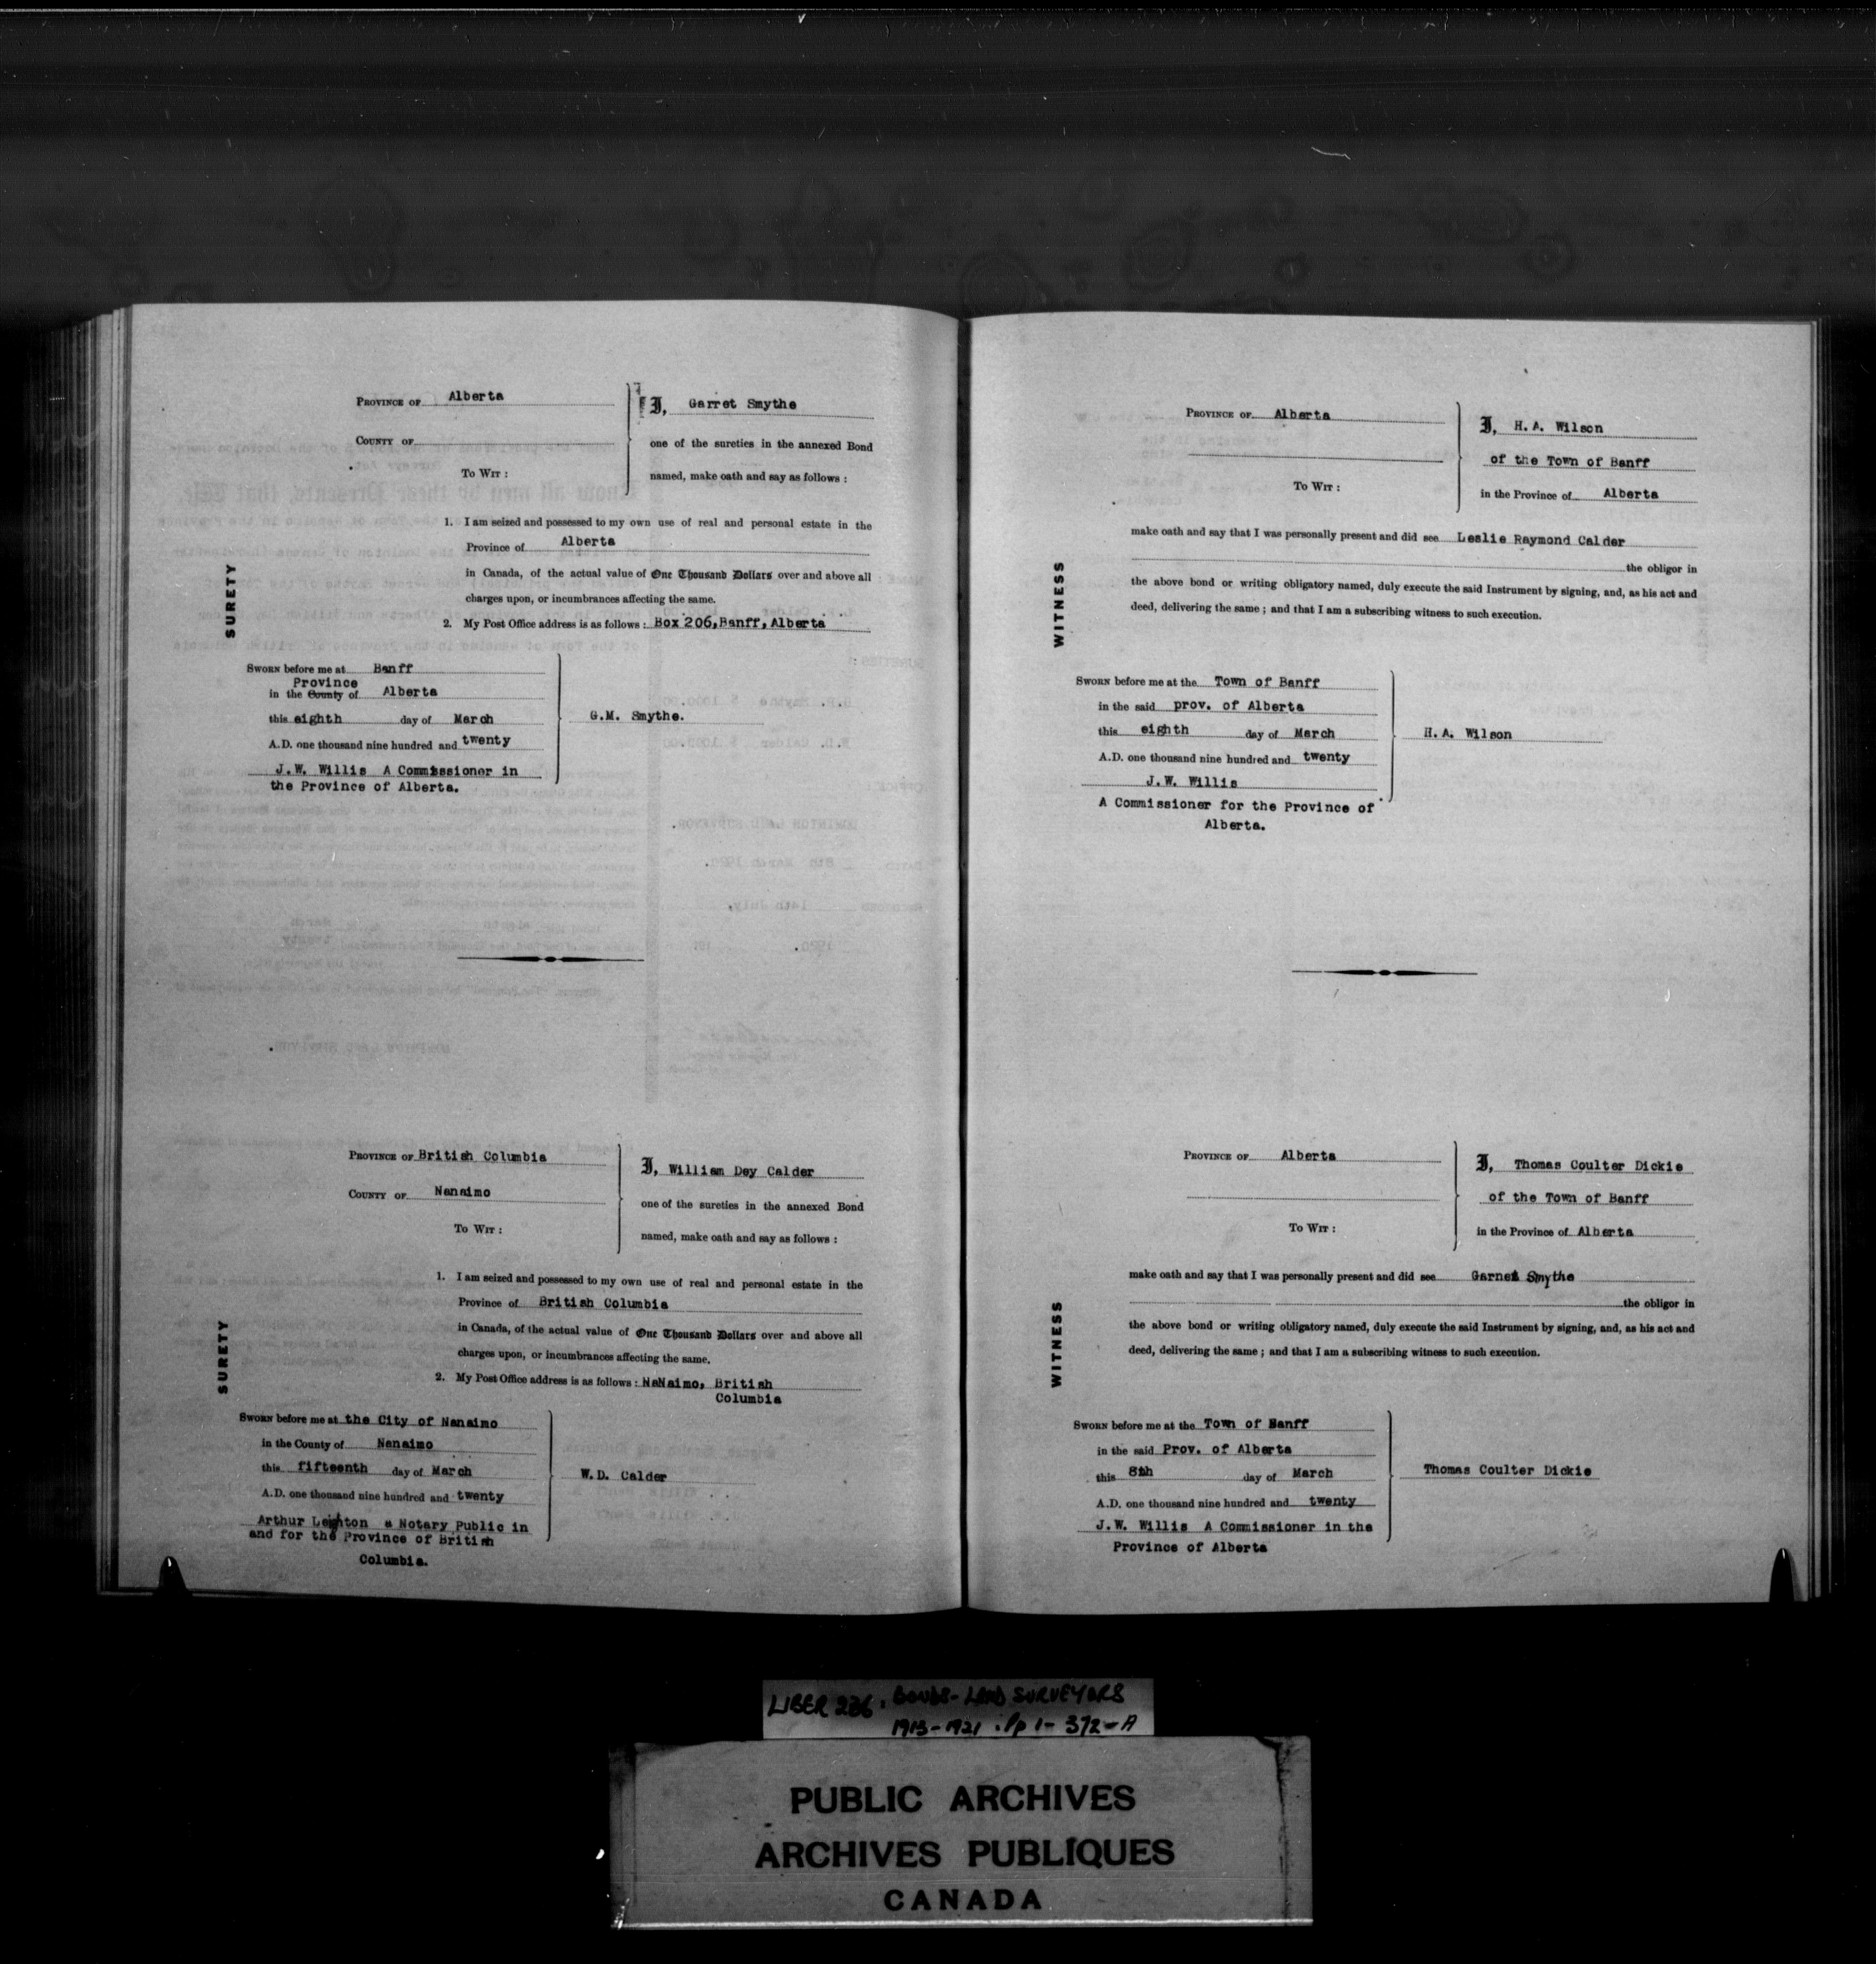 PROVINCE OF Alberta
COUNTY OF
TO WIT :
I, Garret Smythe
one of the sureties in the annexed Bond
named, make oath and say as follows :
1. I am seized and possessed to my own use of real and personal estate in the
Province of Alberta
in Canada, of the actual value of One Thousand Dollars over and above all
charges upon, or incumbrances affecting the same.
2. My Post Office address is as follows : Box 206, Banff, Alberta
SURETY
SWORN before me at Banff
Province
in the County of Alberta
this eighth day of March
A.D. one thousand nine hundred and twenty
J.W. Willis A Commissioner in
the Province of Alberta.
G.M. Smythe.
PROVINCE OF British Columbia
COUNTY OF Nanaimo
TO WIT :
I, William Dey Calder
one of the sureties in the annexed Bond
named, make oath and say as follows :
1. I am seized and possessed to my own use of real and personal estate in the
Province of British Columbia
in Canada, of the actual value of One Thousand Dollars over and above all
charges upon, or incumbrances affecting the same.
2. My Post Office address is as follows : NaNaimo, British
Columbia
SURETY
SWORN before me at the City of Nanaimo
in the County of Nanaimo
this fifteenth day of March
A.D. one thousand nine hundred and twenty
Arthur Leighton a Notary Public in
and for the Province of British
Columbia.
W.D. Calder
PROVINCE OF Alberta
TO WIT :
I, H.A. Wilson
of the Town of Banff
in the Province of Alberta
make oath and say that I was personally present and did see Leslie Raymond Calder
the obligor in
the above bond or writing obligatory named, duly execute the said Instrument by signing, and, as his act and
deed, delivering the same ; and that I am a subscribing witness to such execution.
WITNESS
SWORN before me at the Town of Banff
in the said prov. of Alberta
this eighth day of March
A.D. one thousand nine hundred and twenty
J.W. Willis
A Commissioner for the Province of
Alberta.
H.A. Wilson
PROVINCE OF Alberta
TO WIT :
I, Thomas Coulter Dickie
of the Town of Banff
in the Province of Alberta
make oath and say that I was personally present and did see Garnet Smythe
the obligor in
the above bond or writing obligatory named, duly execute the said Instrument by signing, and, as his act and
deed, delivering the same ; and that I am a subscribing witness to such execution.
WITNESS
SWORN before me at the Town of Banff
in the said Prov. of Alberta
this 8th day of March
A.D. one thousand nine hundred and twenty
J.W. Willis A Commissioner in the
Province of Alberta
Thomas Coulter Dickie
LIBER 236. BONDS- LAND SURVEYORS
1913-1921. Pp 1- 372-A
PUBLIC ARCHIVES
ARCHIVES PUBLIQUES
CANADA